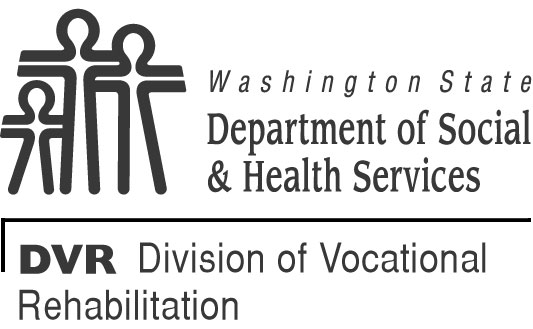 Washington State
Department of Social
& Health Services
DVR Division of Vocational
Rehabilitation